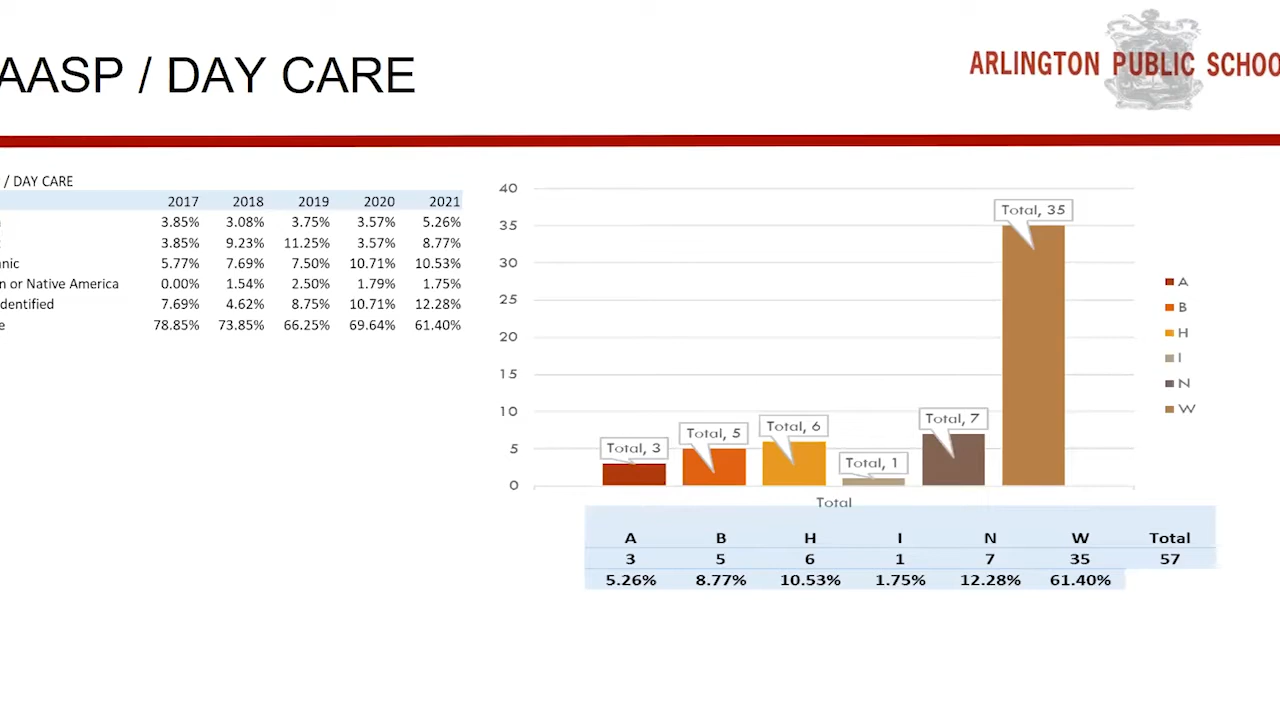 AASP / DAY CARE
ARLINGTON PUBLIC SCHOO
/ DAY CARE
2017 2018 2019 2020 2021
3.85% 3.08% 3.75% 3.57% 5.26%
3.85% 9.23% 11.25% 3.57% 8.77%
nic 5.77% 7.69% 7.50% 10.71% 10.53%
n or Native America 0.00% 1.54% 2.50% 1.79% 1.75%
dentified 7.69% 4.62% 8.75% 10.71% 12.28%
e 78.85% 73.85% 66.25% 69.64% 61.40%
40
35
30
25
20
15
10
5
0
Total, 3
Total, 5
Total, 6
Total, 1
Total, 7
Total, 35
Total
A
B
H
I
N
W
A B H I N W Total
3 5 6 1 7 35 57
5.26% 8.77% 10.53% 1.75% 12.28% 61.40%